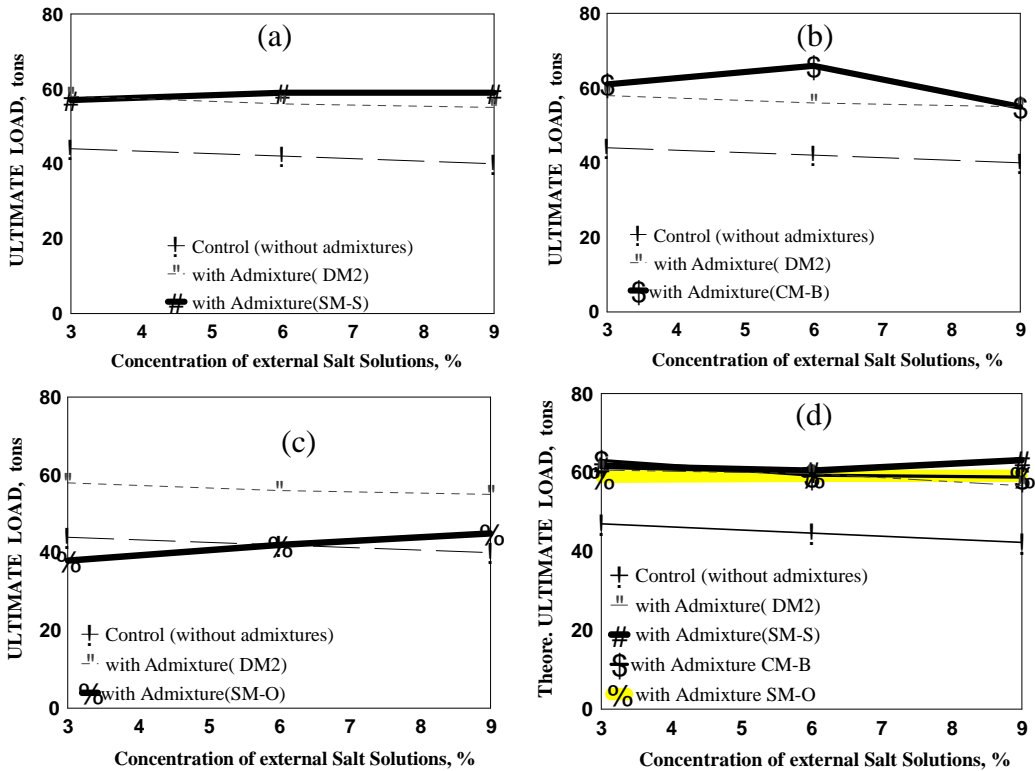 (a)
ULTIMATE LOAD, tons
80
60
40
20
0
! Control (without admixtures)
" with Admixture( DM2)
# with Admixture(SM-S)
3 4 5 6 7 8 9
Concentration of external Salt Solutions, %
(b)
ULTIMATE LOAD, tons
80
60
40
20
0
! Control (without admixtures)
" with Admixture( DM2)
$ with Admixture(CM-B)
3 4 5 6 7 8 9
Concentration of external Salt Solutions, %
(c)
ULTIMATE LOAD, tons
80
60
40
20
0
! Control (without admixtures)
" with Admixture( DM2)
% with Admixture(SM-O)
3 4 5 6 7 8 9
Concentration of external Salt Solutions, %
(d)
Theore. ULTIMATE LOAD, tons
80
60
40
20
0
! Control (without admixtures)
" with Admixture( DM2)
# with Admixture(SM-S)
$ with Admixture CM-B
% with Admixture SM-O
3 4 5 6 7 8 9
Concentration of external Salt Solutions, %